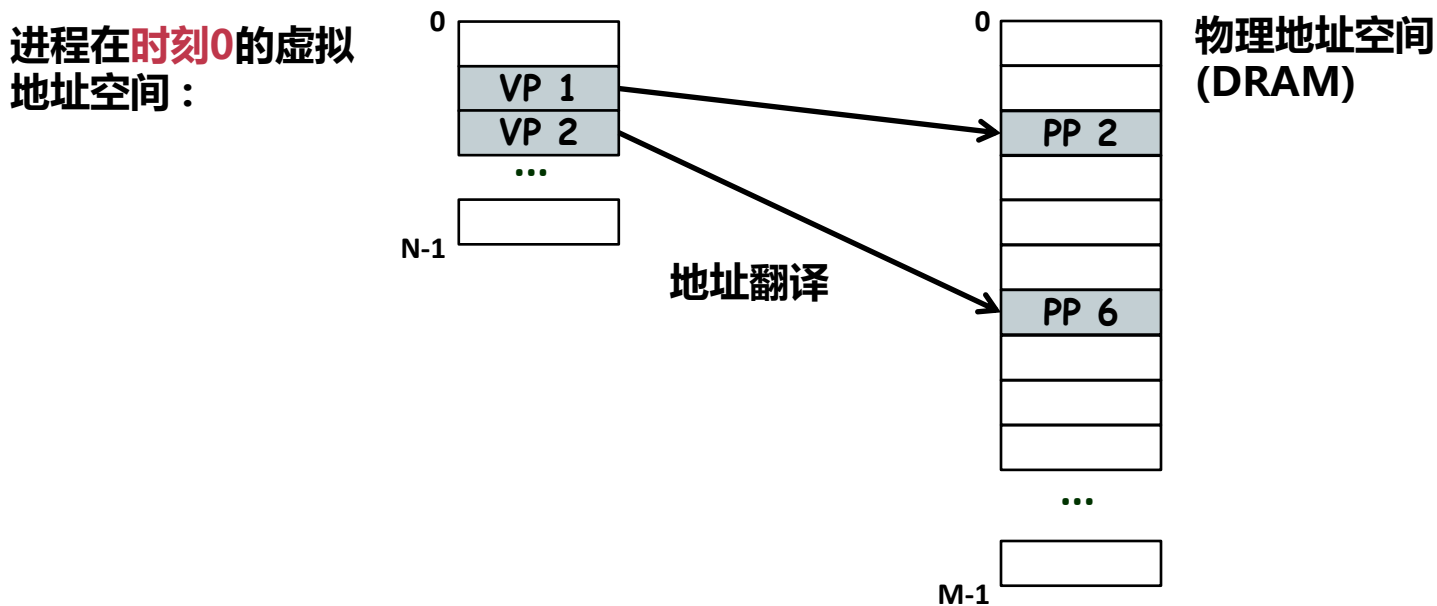 进程在时刻0的虚拟
地址空间：
0
VP 1
VP 2
...
N-1
地址翻译
0
PP 2
PP 6
...
M-1
物理地址空间
(DRAM)